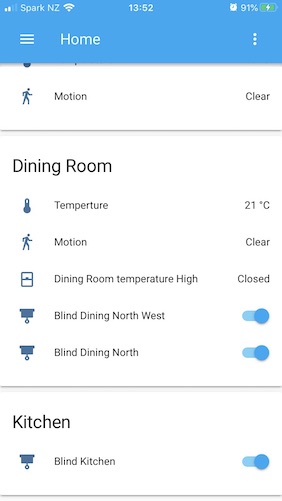 Spark NZ 13:52 91%
Home
Motion Clear
Dining Room
Temperture 21 °C
Motion Clear
Dining Room temperature High Closed
Blind Dining North West
Blind Dining North
Kitchen
Blind Kitchen